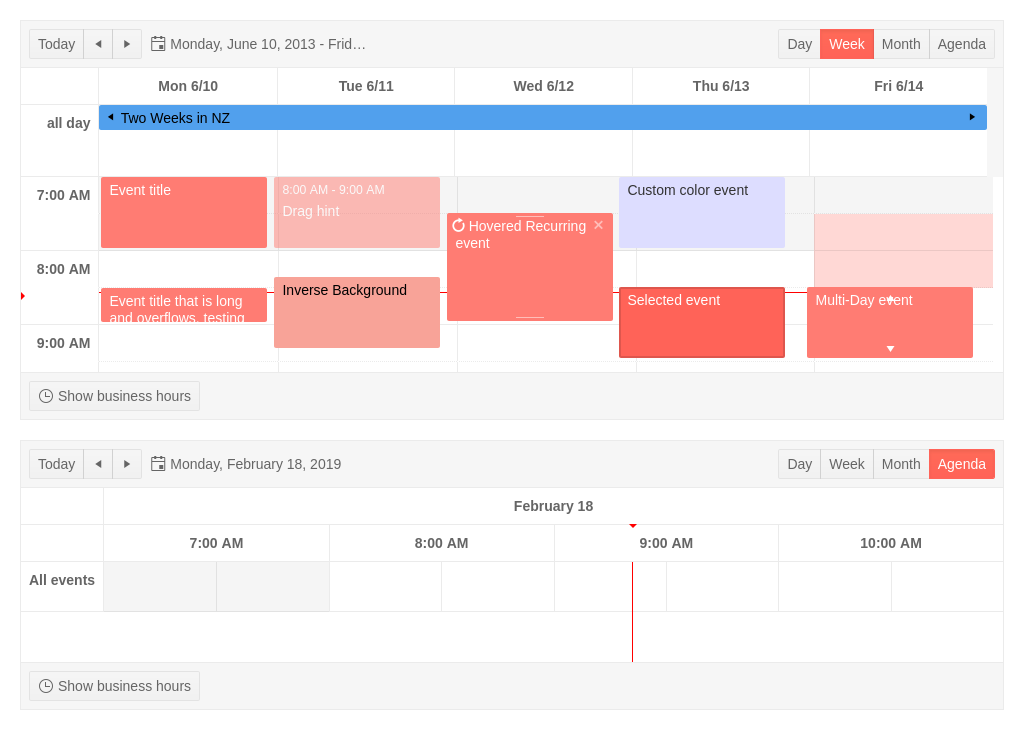 Today
Monday, June 10, 2013 - Frid…
Day Week Month Agenda
Mon 6/10 Tue 6/11 Wed 6/12 Thu 6/13 Fri 6/14
all day
Two Weeks in NZ
7:00 AM
Event title
8:00 AM - 9:00 AM
Drag hint
Custom color event
Hovered Recurring
event
8:00 AM
Inverse Background
Event title that is long
and overflows, testing
Selected event
Multi-Day event
9:00 AM
Show business hours
Today
Monday, February 18, 2019
Day Week Month Agenda
February 18
7:00 AM 8:00 AM 9:00 AM 10:00 AM
All events
Show business hours